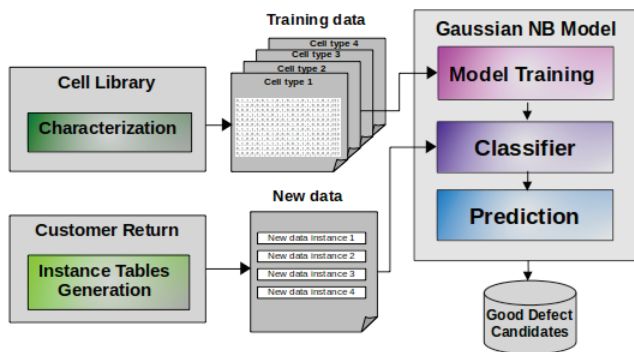 Training data
Cell type 4
Cell type 3
Cell type 2
Cell type 1
Cell Library
Characterization
Gaussian NB Model
Model Training
Classifier
Prediction
New data
New data instance 1
New data instance 2
New data instance 3
New data instance 4
Customer Return
Instance Tables
Generation
Good Defect
Candidates